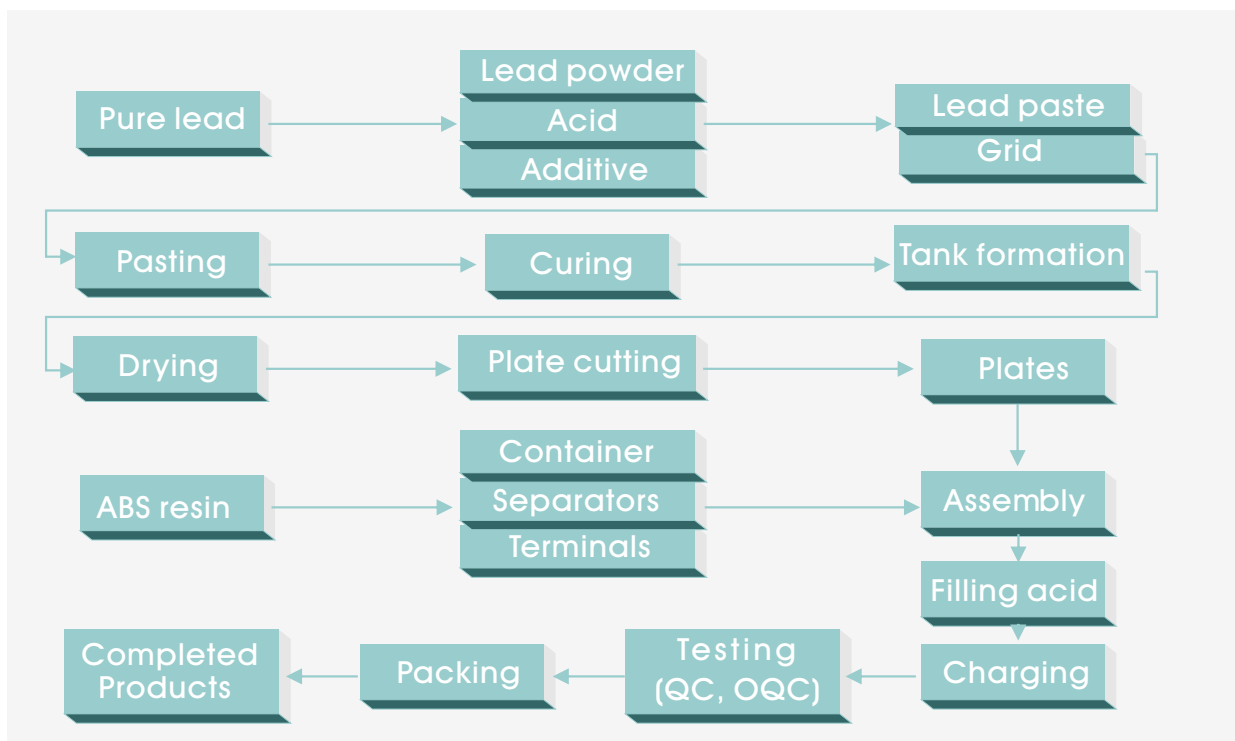 Pure lead
Lead powder
Acid
Additive
Lead paste
Grid
Pasting
Curing
Tank formation
Drying
Plate cutting
Plates
ABS resin
Container
Separators
Terminals
Assembly
Filling acid
Charging
Testing
(QC, OQC)
Packing
Completed
Products